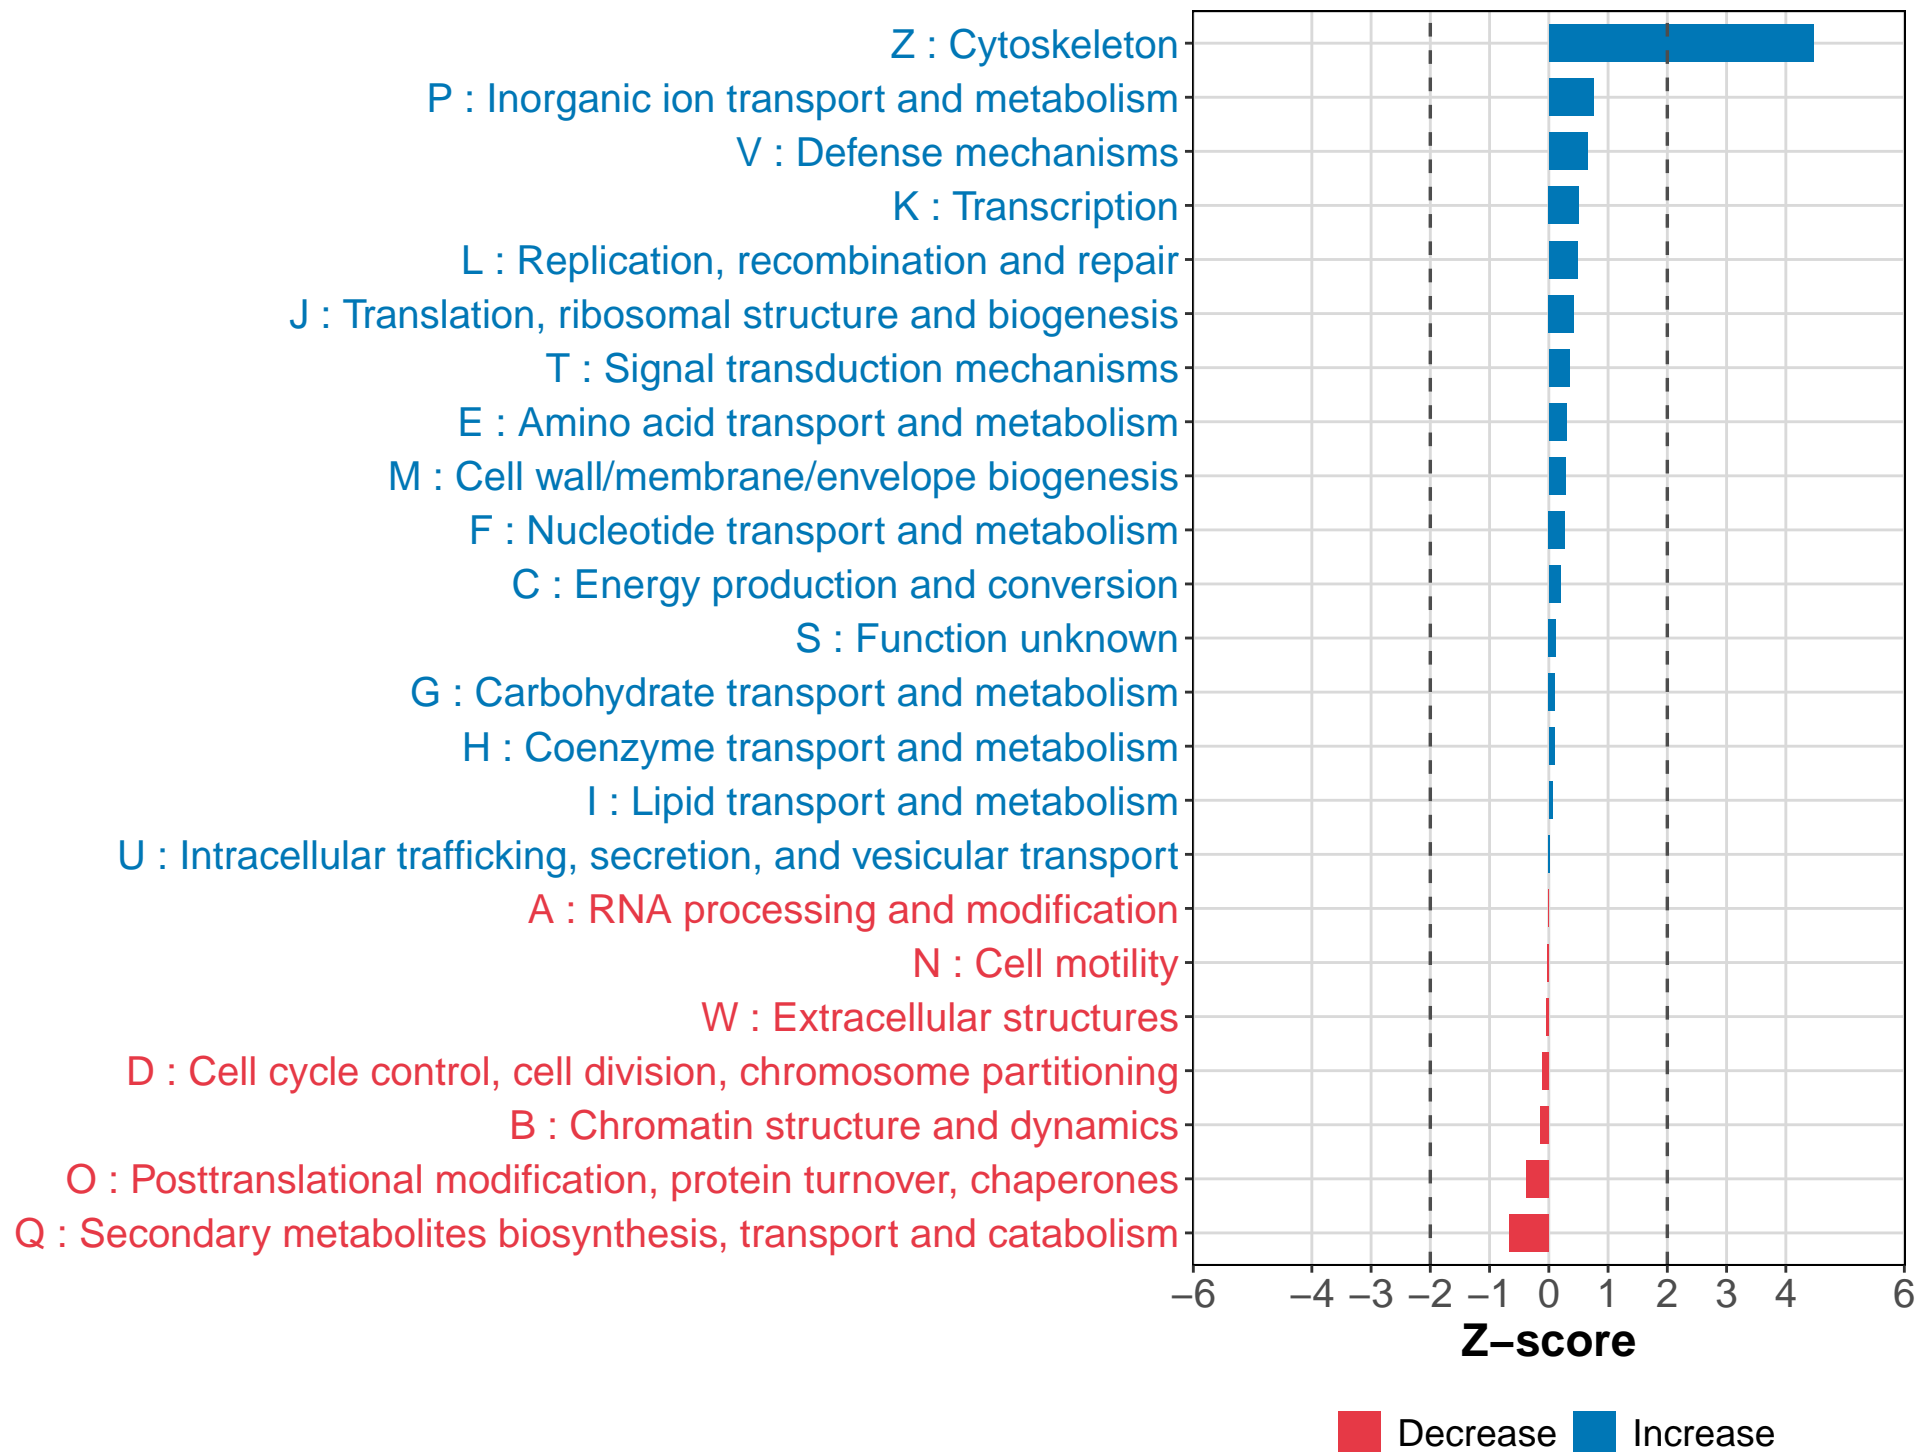 Z : Cytoskeleton
P : Inorganic ion transport and metabolism
V : Defense mechanisms
K : Transcription
L : Replication, recombination and repair
J : Translation, ribosomal structure and biogenesis
T : Signal transduction mechanisms
E : Amino acid transport and metabolism
M : Cell wall/membrane/envelope biogenesis
F : Nucleotide transport and metabolism
C : Energy production and conversion
S : Function unknown
G : Carbohydrate transport and metabolism
H : Coenzyme transport and metabolism
I : Lipid transport and metabolism
U : Intracellular trafficking, secretion, and vesicular transport
A : RNA processing and modification
N : Cell motility
W : Extracellular structures
D : Cell cycle control, cell division, chromosome partitioning
B : Chromatin structure and dynamics
O : Posttranslational modification, protein turnover, chaperones
Q : Secondary metabolites biosynthesis, transport and catabolism
−6 −4 −3 −2 −1 0 1 2 3 4 6
Z−score
Decrease Increase